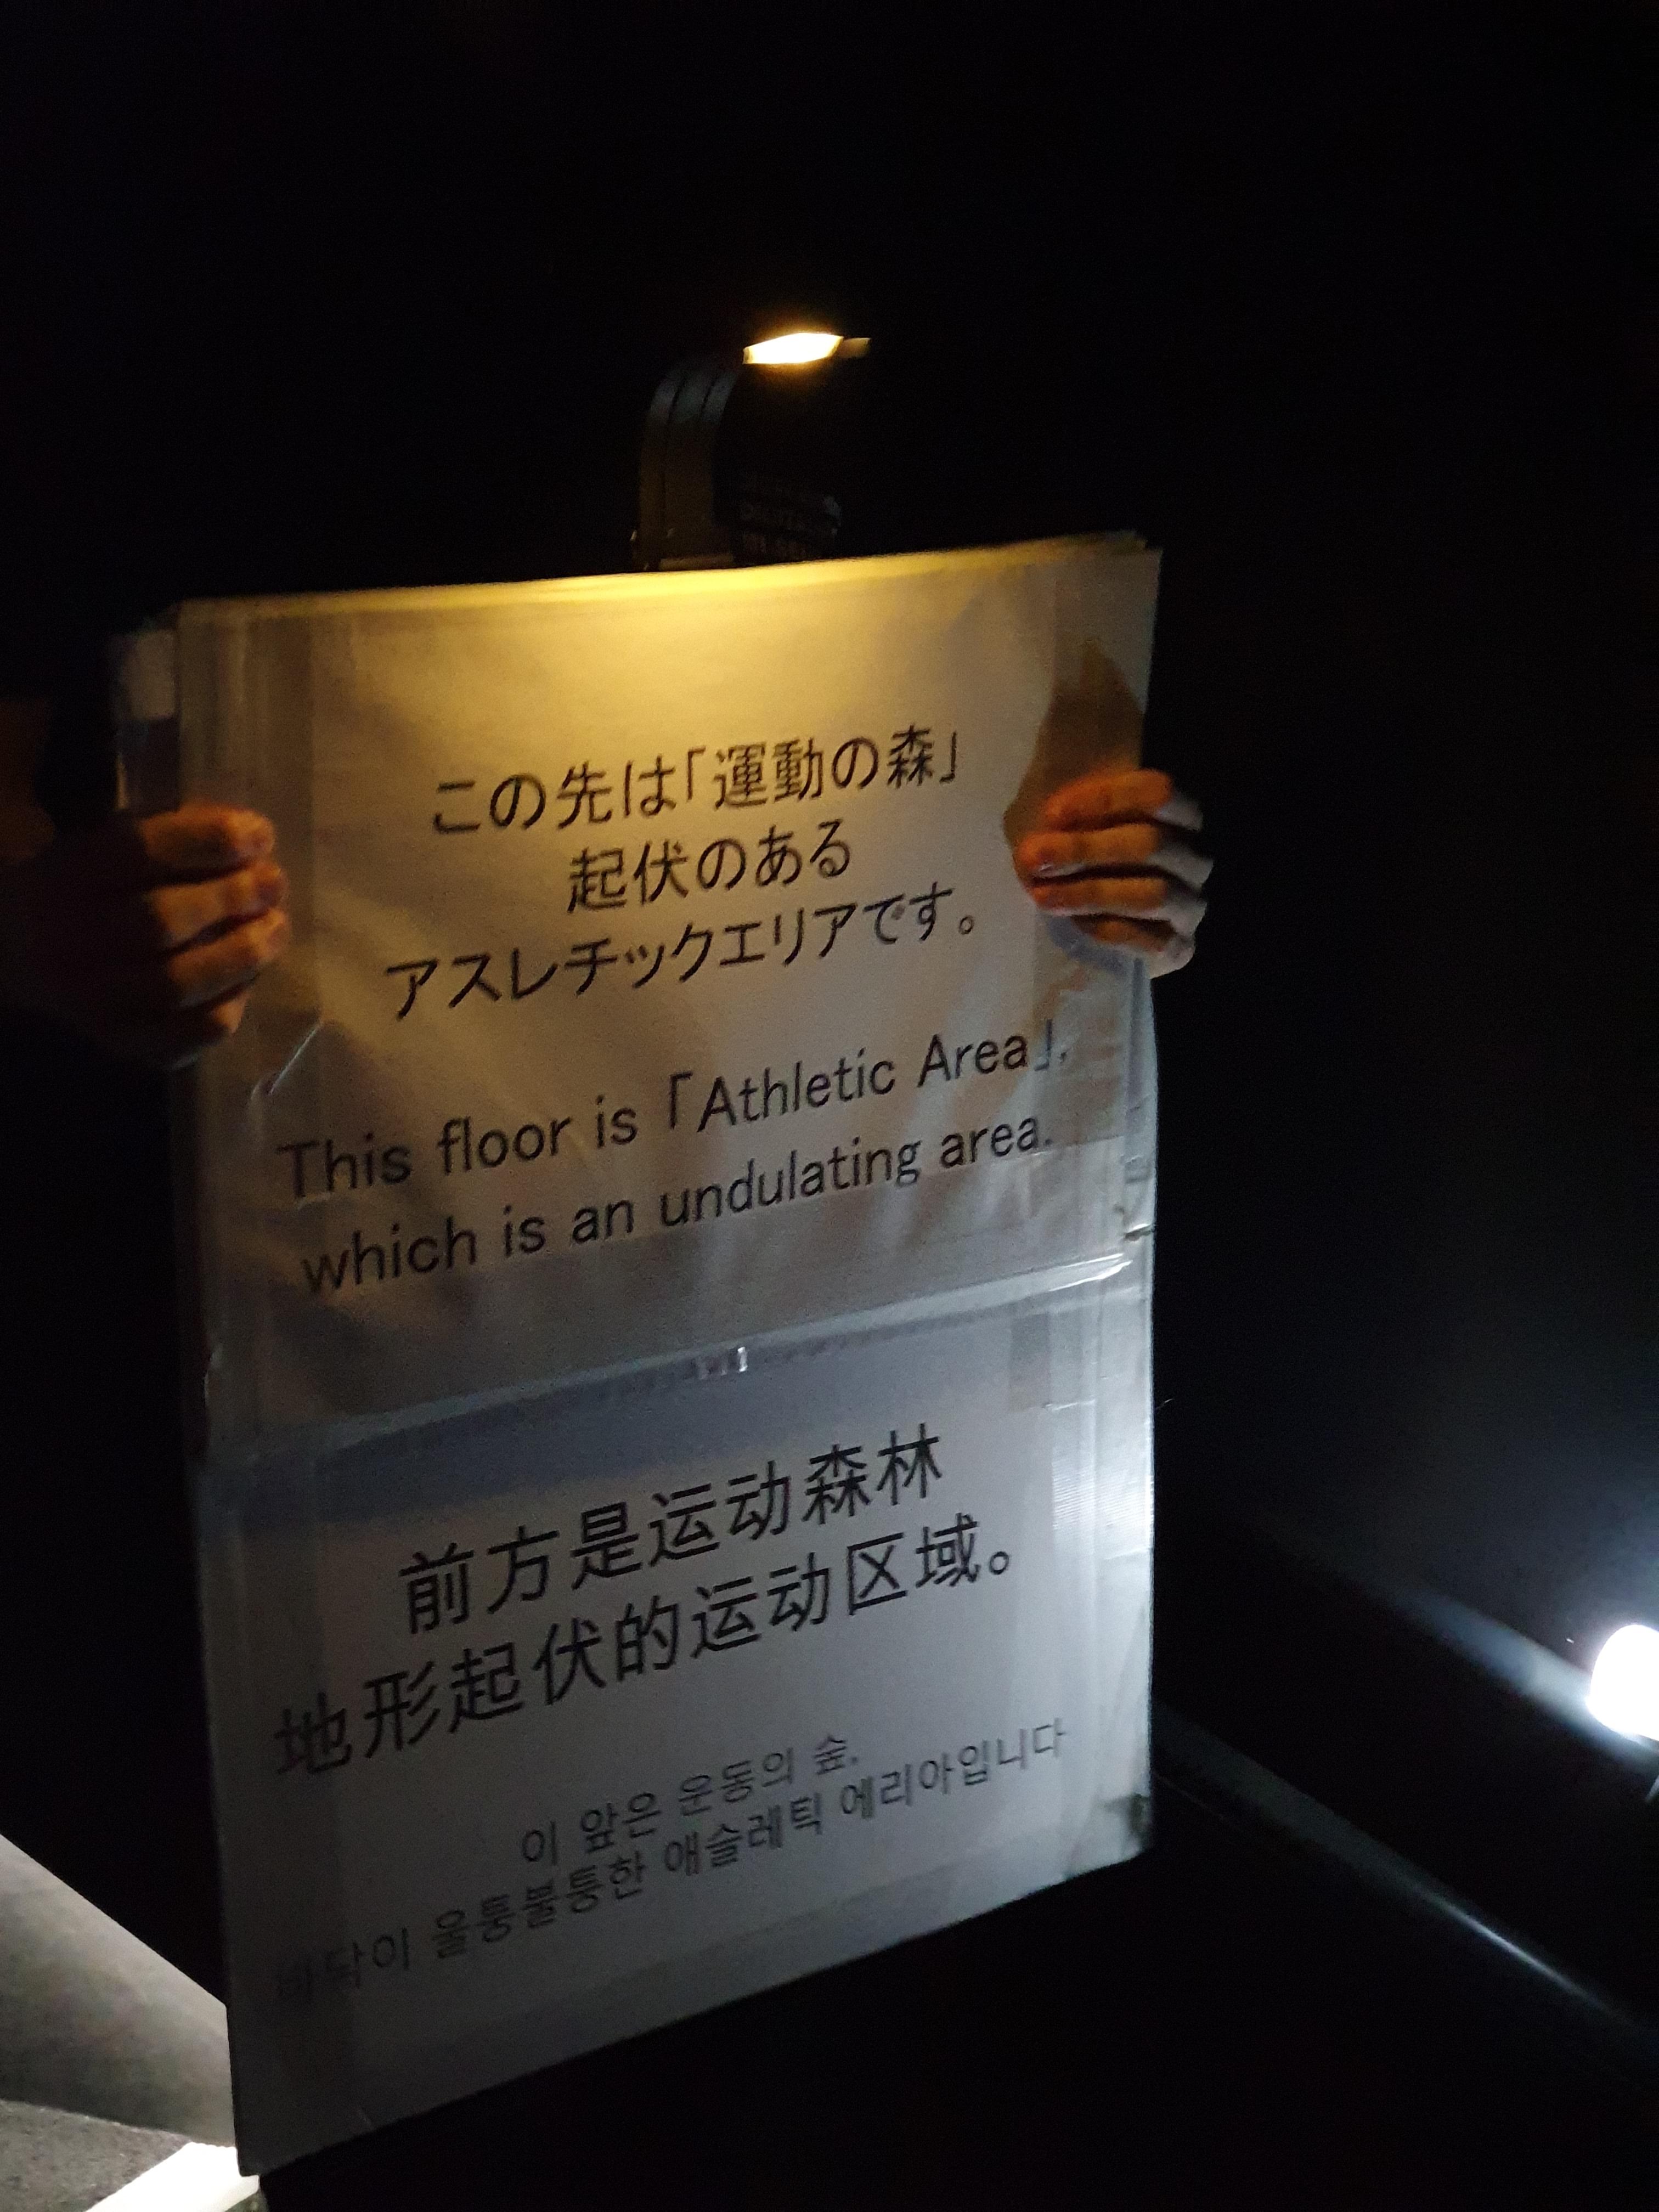 この先は「運動の森」
起伏のある
アスレチックエリアです。
This floor is 「Athletic Area」,
which is an undulating area.
前方是运动森林
地形起伏的运动区域。
이 앞은 운동의 숲,
바닥이 울퉁불퉁한 애슬레틱 에리아입니다